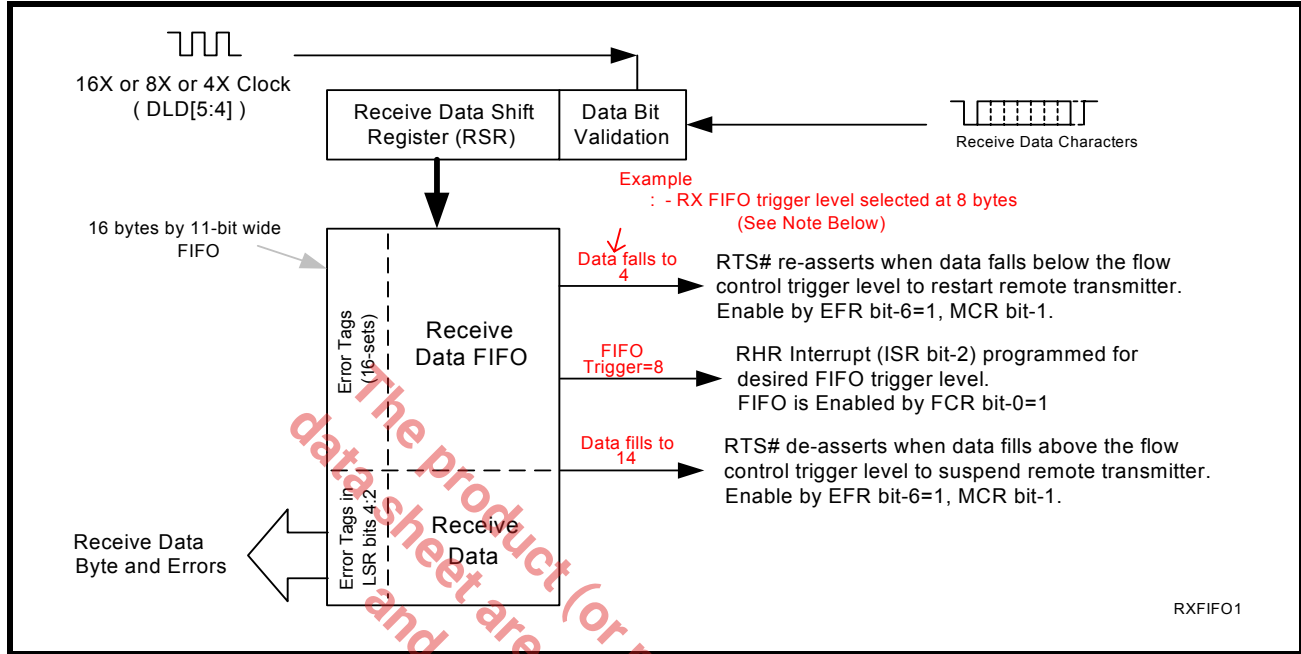 16X or 8X or 4X Clock
( DLD[5:4] )
Receive Data Shift
Register (RSR)
Data Bit
Validation
Receive Data Characters
Example
: - RX FIFO trigger level selected at 8 bytes
(See Note Below)
16 bytes by 11-bit wide
FIFO
Data falls to
4
RTS# re-asserts when data falls below the flow
control trigger level to restart remote transmitter.
Enable by EFR bit-6=1, MCR bit-1.
Error Tags
(16-sets)
Receive
Data FIFO
FIFO
Trigger=8
RHR Interrupt (ISR bit-2) programmed for
desired FIFO trigger level.
FIFO is Enabled by FCR bit-0=1
Data fills to
14
RTS# de-asserts when data fills above the flow
control trigger level to suspend remote transmitter.
Enable by EFR bit-6=1, MCR bit-1.
Error Tags in
LSR bits 4:2
Receive
Data
Receive Data
Byte and Errors
RXFIFO1
The product (or
data sheet are
and